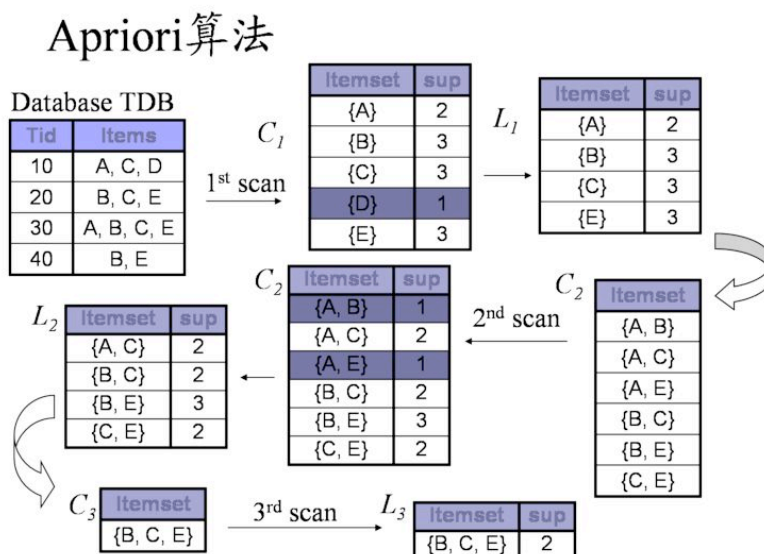 Apriori算法
Database TDB
Tid Items
10 A, C, D
20 B, C, E
30 A, B, C, E
40 B, E
1st scan
C1
Itemset sup
{A} 2
{B} 3
{C} 3
{D} 1
{E} 3
L1
Itemset sup
{A} 2
{B} 3
{C} 3
{E} 3
C2
Itemset
{A, B}
{A, C}
{A, E}
{B, C}
{B, E}
{C, E}
2nd scan
C2
Itemset sup
{A, B} 1
{A, C} 2
{A, E} 1
{B, C} 2
{B, E} 3
{C, E} 2
L2
Itemset sup
{A, C} 2
{B, C} 2
{B, E} 3
{C, E} 2
C3
Itemset
{B, C, E}
3rd scan
L3
Itemset sup
{B, C, E} 2